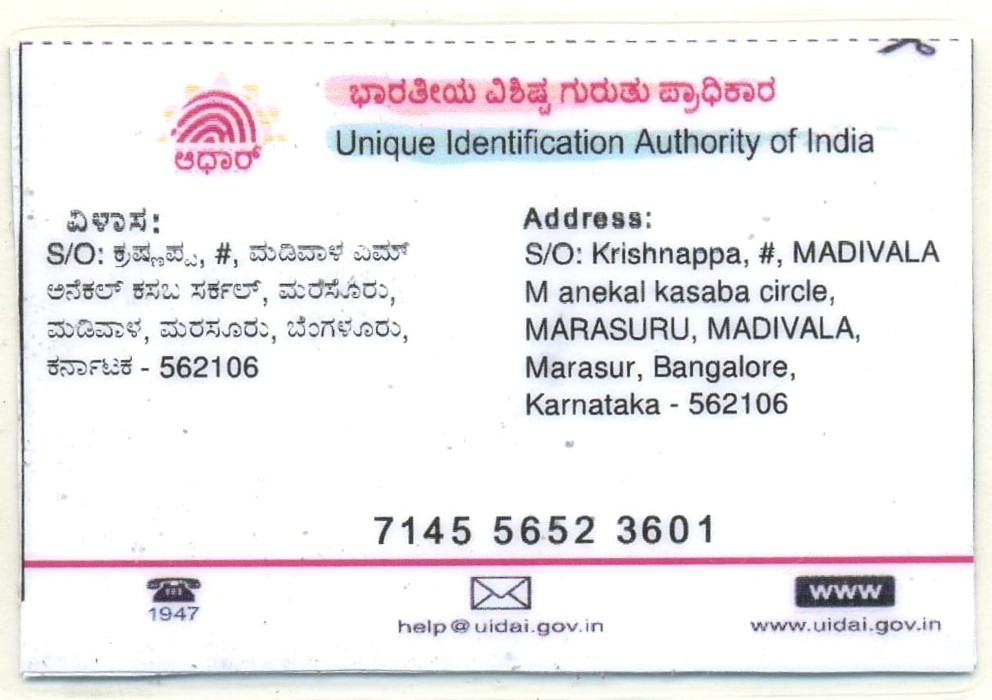 ಭಾರತೀಯ ವಿಶಿಷ್ಟ ಗುರುತು ಪ್ರಾಧಿಕಾರ
Unique Identification Authority of India
ಆಧಾರ್
ವಿಳಾಸ:
S/O: ಕ್ರಷ್ಣಪ್ಪ, #, ಮಡಿವಾಳ ಎಮ್
ಅನೆಕಲ್ ಕಸಬ ಸರ್ಕಲ್, ಮರೆಸೂರು,
ಮಡಿವಾಳ, ಮರಸೂರು, ಬೆಂಗಳೂರು,
ಕರ್ನಾಟಕ - 562106
Address:
S/O: Krishnappa, #, MADIVALA
M anekal kasaba circle,
MARASURU, MADIVALA,
Marasur, Bangalore,
Karnataka - 562106
7145 5652 3601
1947
help@uidai.gov.in
www
www.uidai.gov.in